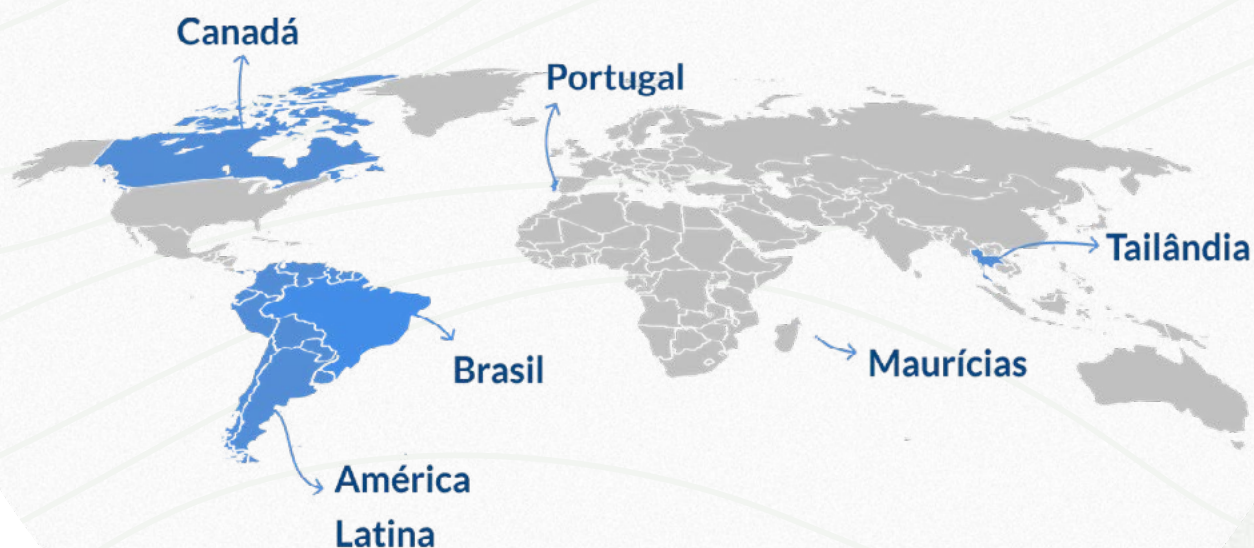 Canadá
Portugal
Tailândia
Brasil
Maurícias
América
Latina